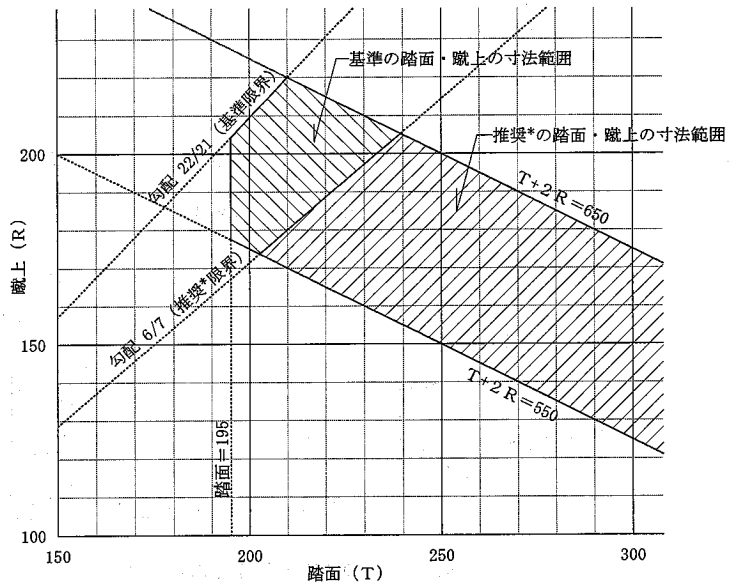 基準の踏面・蹴上の寸法範囲
勾配 22/21 (基準限界)
推奨*の踏面・蹴上の寸法範囲
200
T+2R=650
蹴上 (R)
勾配 6/7 (推奨*限界)
150
T+2R=550
踏面=195
100
150
200
250
300
踏面 (T)